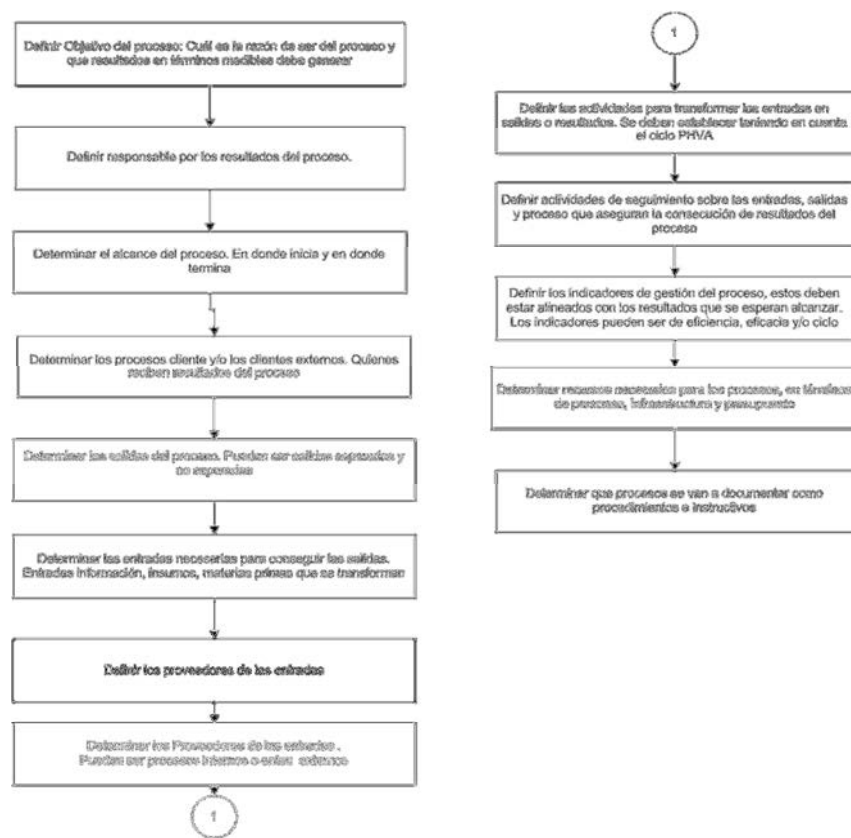 Definir Objetivo del proceso: Cuál es la razón de ser del proceso y
que resultados en términos medibles debe generar
Definir responsable por los resultados del proceso.
Determinar el alcance del proceso. En donde inicia y en donde
termina
Determinar los procesos cliente y/o los clientes externos. Quienes
reciben resultados del proceso
Determinar las salidas del proceso. Pueden ser salidas esperadas y
no esperadas
Determinar las entradas necesarias para conseguir las salidas.
Entradas información, insumos, materias primas que se transforman
Definir los proveedores de las entradas
Determinar los Proveedores de las entradas .
Pueden ser procesos internos o entes externos
1
1
Definir las actividades para transformar las entradas en
salidas o resultados. Se deben establecer teniendo en cuenta
el ciclo PHVA
Definir actividades de seguimiento sobre las entradas, salidas
y proceso que aseguran la consecución de resultados del
proceso
Definir los indicadores de gestión del proceso, estos deben
estar alineados con los resultados que se esperan alcanzar.
Los indicadores pueden ser de eficiencia, eficacia y/o ciclo
Determinar recursos necesarios para los procesos, en términos
de personas, infraestructura y presupuesto
Determinar que procesos se van a documentar como
procedimientos e instructivos